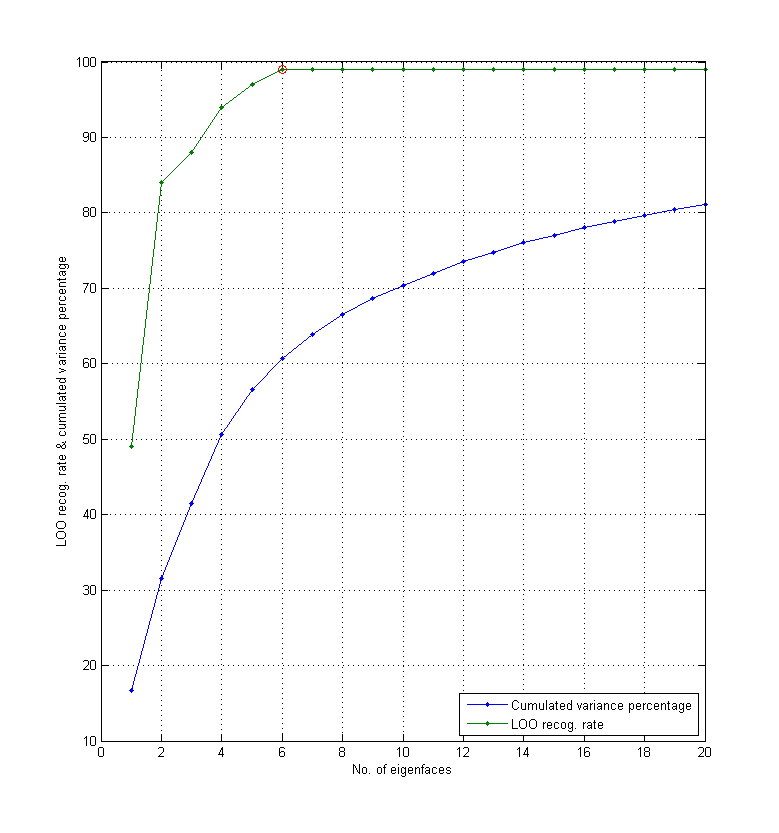 100
90
80
70
60
50
40
30
20
10
LOO recog. rate & cumulated variance percentage
Cumulated variance percentage
LOO recog. rate
0 2 4 6 8 10 12 14 16 18 20
No. of eigenfaces